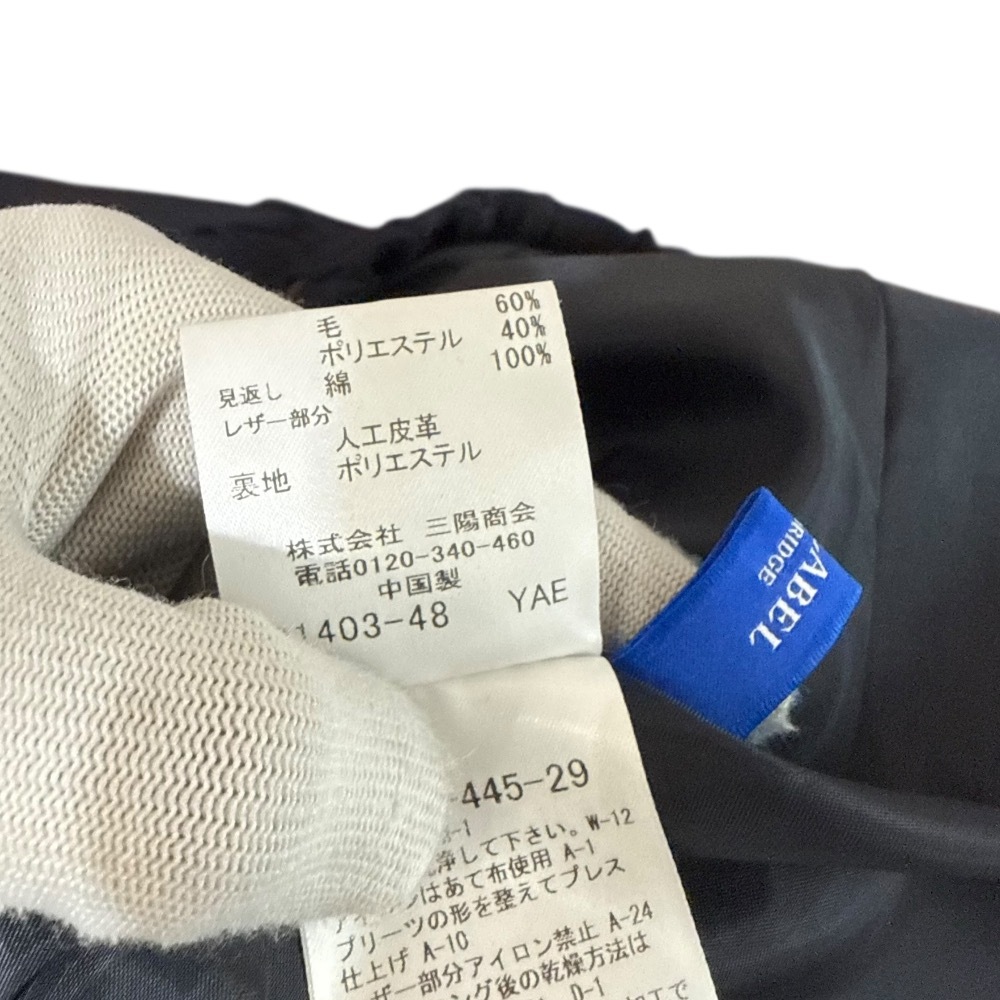 毛 60%
ポリエステル 40%
見返し 綿 100%
レザー部分
人工皮革
裏地 ポリエステル
株式会社 三陽商会
電話0120-340-460
中国製
1403-48 YAE
LABEL
BRIDGE
-445-29
-1
浄して下さい。W-12
はあて布使用 A-1
プリーツの形を整えてプレス
仕上げ A-10
ザー部分アイロン禁止 A-24
ング後の乾燥方法は
D-1